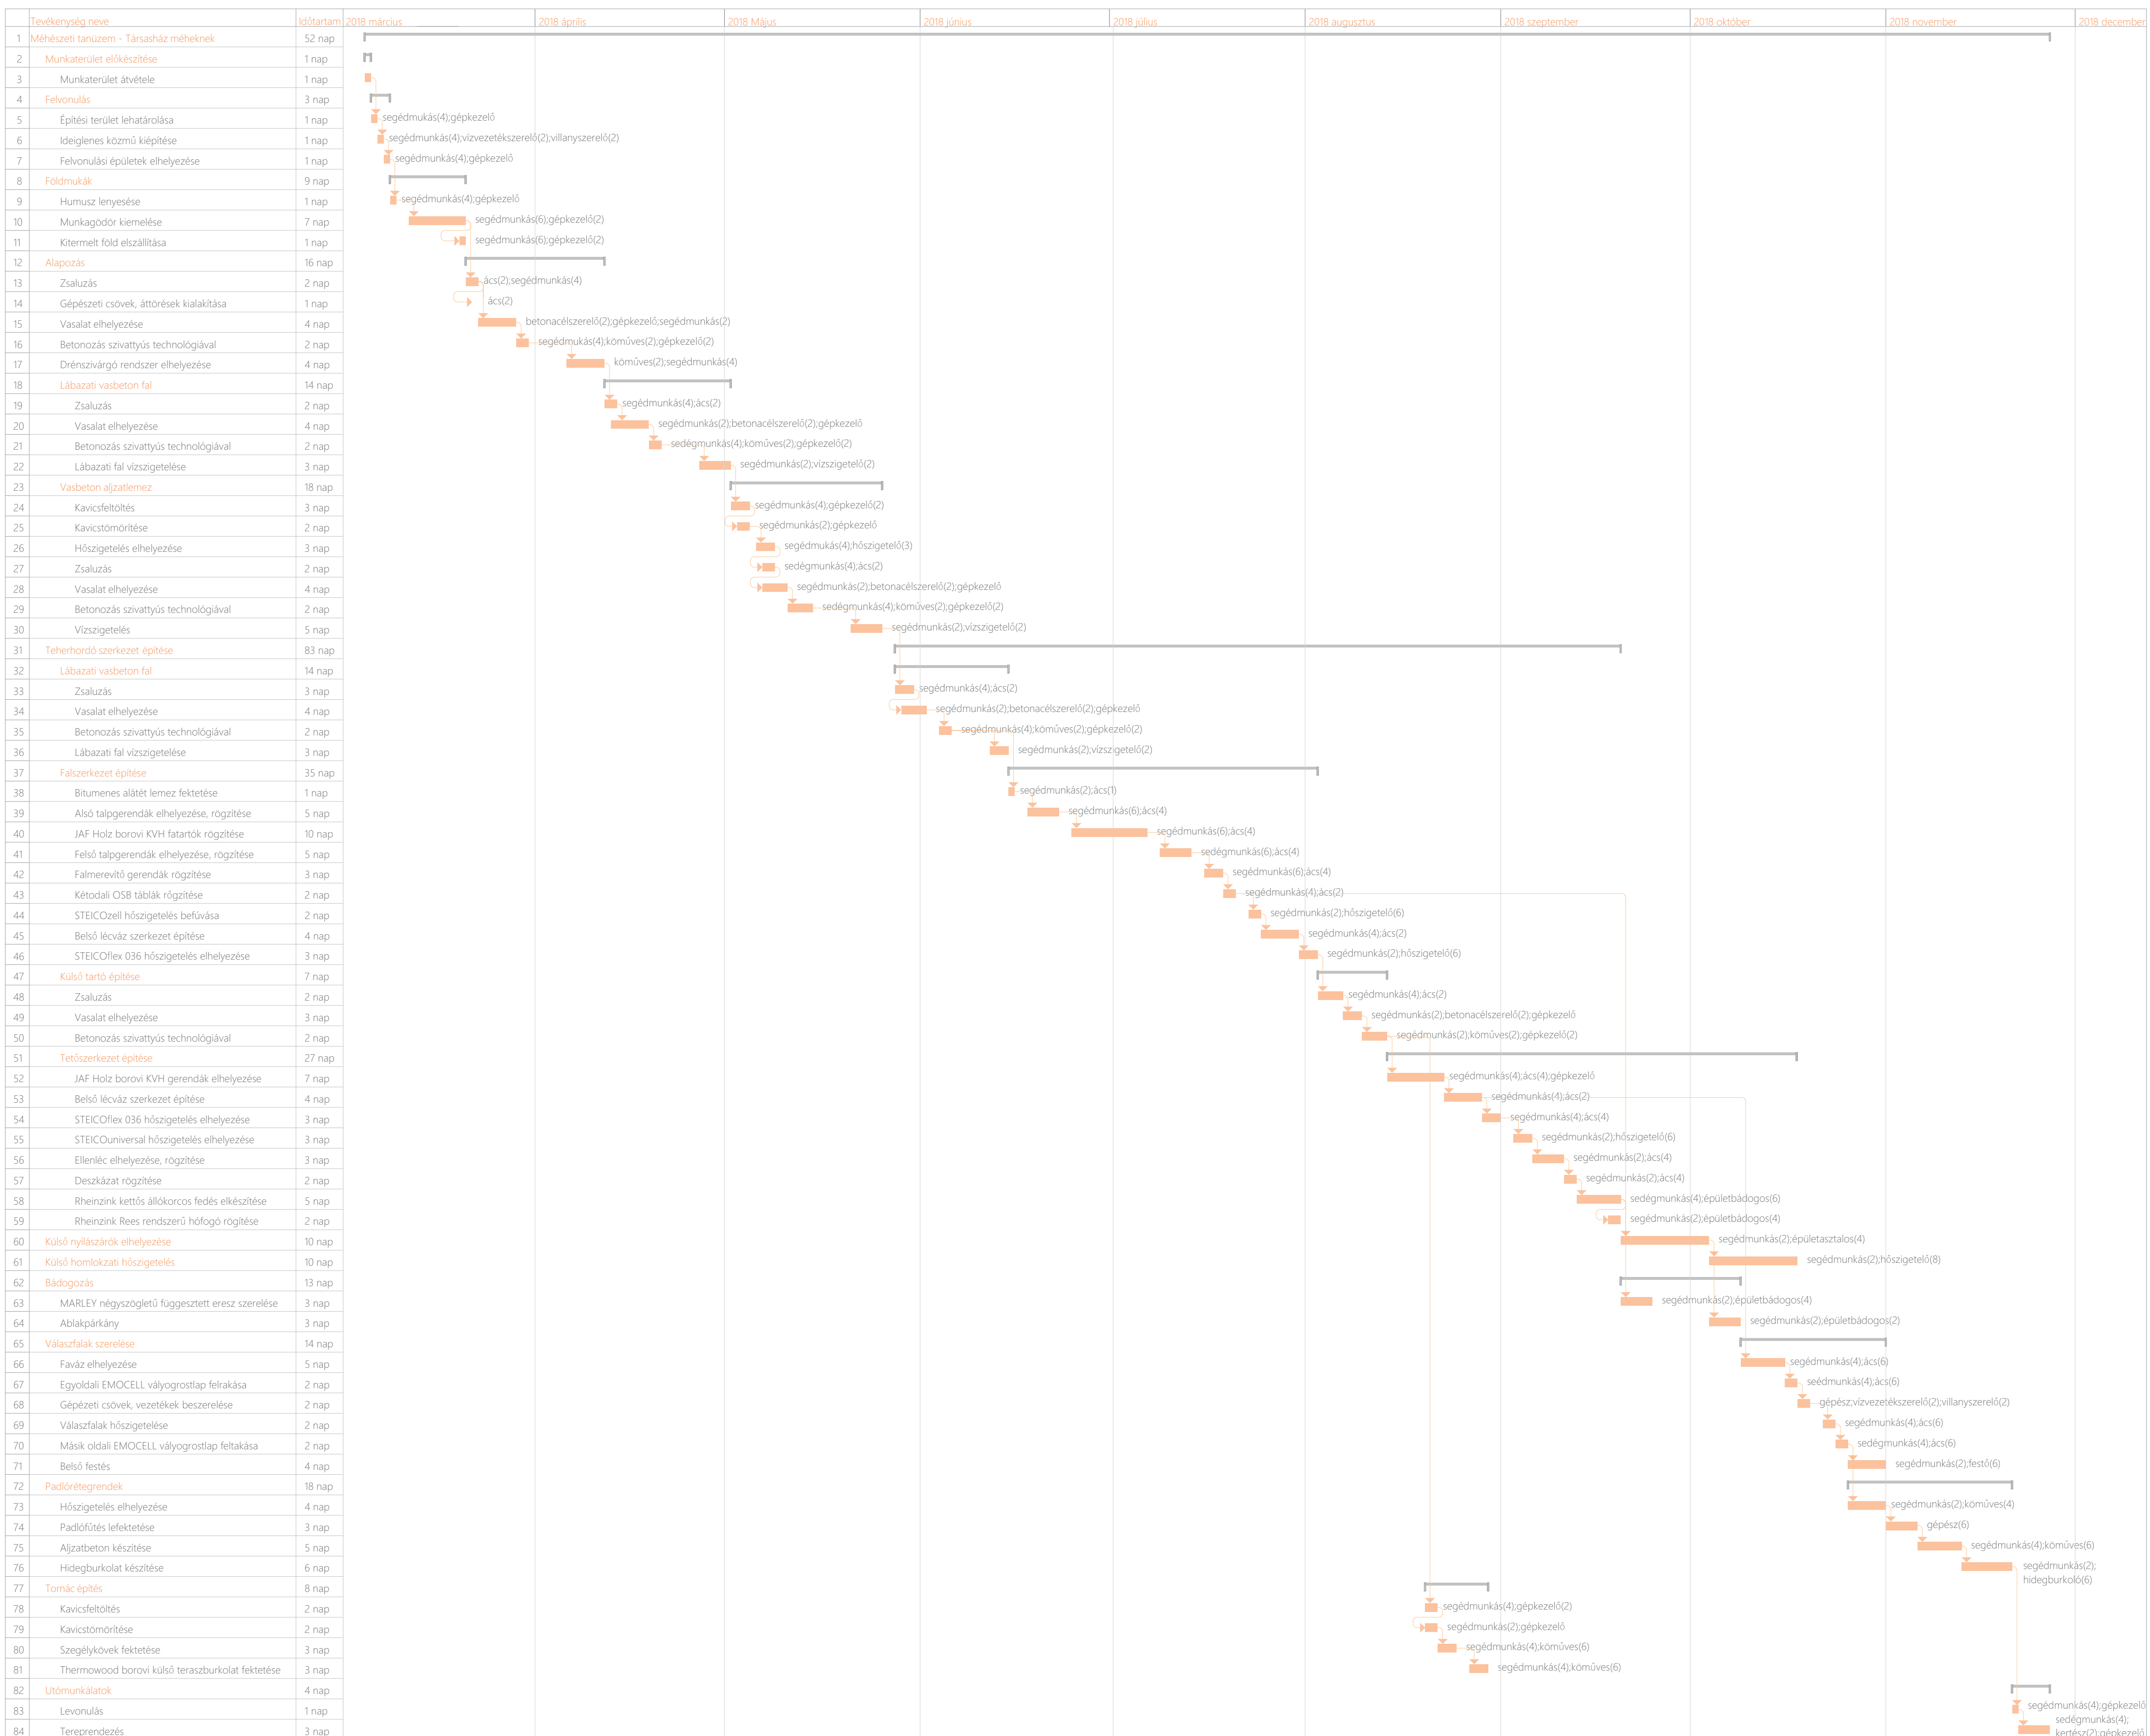 Tevékenység neve Időtartam 2018 március 2018 április 2018 Május 2018 június 2018 július 2018 augusztus 2018 szeptember 2018 október 2018 november 2018 december
1 Méhészeti tanüzem - Társasház méheknek 52 nap
2 Munkaterület előkészítése 1 nap
3 Munkaterület átvétele 1 nap
4 Felvonulás 3 nap
5 Építési terület lehatárolása 1 nap segédmukás(4);gépkezelő
6 Ideiglenes közmű kiépítése 1 nap segédmunkás(4);vízvezetékszerelő(2);villanyszerelő(2)
7 Felvonulási épületek elhelyezése 1 nap segédmunkás(4);gépkezelő
8 Földmukák 9 nap
9 Humusz lenyesése 1 nap segédmunkás(4);gépkezelő
10 Munkagödör kiemelése 7 nap segédmunkás(6);gépkezelő(2)
11 Kitermelt föld elszállítása 1 nap segédmunkás(6);gépkezelő(2)
12 Alapozás 16 nap
13 Zsaluzás 2 nap ács(2);segédmunkás(4)
14 Gépészeti csövek, áttörések kialakítása 1 nap ács(2)
15 Vasalat elhelyezése 4 nap betonacélszerelő(2);gépkezelő;segédmunkás(2)
16 Betonozás szivattyús technológiával 2 nap segédmukás(4);köműves(2);gépkezelő(2)
17 Drénszivárgó rendszer elhelyezése 4 nap köműves(2);segédmunkás(4)
18 Lábazati vasbeton fal 14 nap
19 Zsaluzás 2 nap segédmunkás(4);ács(2)
20 Vasalat elhelyezése 4 nap segédmunkás(2);betonacélszerelő(2);gépkezelő
21 Betonozás szivattyús technológiával 2 nap sedégmunkás(4);köműves(2);gépkezelő(2)
22 Lábazati fal vízszigetelése 3 nap segédmunkás(2);vízszigetelő(2)
23 Vasbeton aljzatlemez 18 nap
24 Kavicsfeltöltés 3 nap segédmunkás(4);gépkezelő(2)
25 Kavicstömörítése 2 nap segédmunkás(2);gépkezelő
26 Hőszigetelés elhelyezése 3 nap segédmukás(4);hőszigetelő(3)
27 Zsaluzás 2 nap sedégmunkás(4);ács(2)
28 Vasalat elhelyezése 4 nap segédmunkás(2);betonacélszerelő(2);gépkezelő
29 Betonozás szivattyús technológiával 2 nap sedégmunkás(4);köműves(2);gépkezelő(2)
30 Vízszigetelés 5 nap segédmunkás(2);vízszigetelő(2)
31 Teherhordó szerkezet építése 83 nap
32 Lábazati vasbeton fal 14 nap
33 Zsaluzás 3 nap segédmunkás(4);ács(2)
34 Vasalat elhelyezése 4 nap segédmunkás(2);betonacélszerelő(2);gépkezelő
35 Betonozás szivattyús technológiával 2 nap segédmunkás(4);köműves(2);gépkezelő(2)
36 Lábazati fal vízszigetelése 3 nap segédmunkás(2);vízszigetelő(2)
37 Falszerkezet építése 35 nap
38 Bitumenes alátét lemez fektetése 1 nap segédmunkás(2);ács(1)
39 Alsó talpgerendák elhelyezése, rögzítése 5 nap segédmunkás(6);ács(4)
40 JAF Holz borovi KVH fatartók rögzítése 10 nap segédmunkás(6);ács(4)
41 Felső talpgerendák elhelyezése, rögzítése 5 nap sedégmunkás(6);ács(4)
42 Falmerevítő gerendák rögzítése 3 nap segédmunkás(6);ács(4)
43 Kétodali OSB táblák rögzítése 2 nap segédmunkás(4);ács(2)
44 STEICOzell hőszigetelés befúvása 2 nap segédmunkás(2);hőszigetelő(6)
45 Belső lécváz szerkezet építése 4 nap segédmunkás(4);ács(2)
46 STEICOflex 036 hőszigetelés elhelyezése 3 nap segédmunkás(2);hőszigetelő(6)
47 Külső tartó építése 7 nap
48 Zsaluzás 2 nap segédmunkás(4);ács(2)
49 Vasalat elhelyezése 3 nap segédmunkás(2);betonacélszerelő(2);gépkezelő
50 Betonozás szivattyús technológiával 2 nap segédmunkás(2);köműves(2);gépkezelő(2)
51 Tetőszerkezet építése 27 nap
52 JAF Holz borovi KVH gerendák elhelyezése 7 nap segédmunkás(4);ács(4);gépkezelő
53 Belső lécváz szerkezet építése 4 nap segédmunkás(4);ács(2)
54 STEICOflex 036 hőszigetelés elhelyezése 3 nap segédmunkás(4);ács(4)
55 STEICOuniversal hőszigetelés elhelyezése 3 nap segédmunkás(2);hőszigetelő(6)
56 Ellenléc elhelyezése, rögzítése 3 nap segédmunkás(2);ács(4)
57 Deszkázat rögzítése 2 nap segédmunkás(2);ács(4)
58 Rheinzink kettős állókorcos fedés elkészítése 5 nap sedégmunkás(4);épületbádogos(6)
59 Rheinzink Rees rendszerű hófogó rögítése 2 nap segédmunkás(2);épületbádogos(4)
60 Külső nyílászárók elhelyezése 10 nap segédmunkás(2);épületasztalos(4)
61 Külső homlokzati hőszigetelés 10 nap segédmunkás(2);hőszigetelő(8)
62 Bádogozás 13 nap
63 MARLEY négyszögletű függesztett eresz szerelése 3 nap segédmunkás(2);épületbádogos(4)
64 Ablakpárkány 3 nap segédmunkás(2);épületbádogos(2)
65 Válaszfalak szerelése 14 nap
66 Faváz elhelyezése 5 nap segédmunkás(4);ács(6)
67 Egyoldali EMOCELL vályogrostlap felrakása 2 nap seédmunkás(4);ács(6)
68 Gépézeti csövek, vezetékek beszerelése 2 nap gépész;vízvezetékszerelő(2);villanyszerelő(2)
69 Válaszfalak hőszigetelése 2 nap segédmunkás(4);ács(6)
70 Másik oldali EMOCELL vályogrostlap feltakása 2 nap sedégmunkás(4);ács(6)
71 Belső festés 4 nap segédmunkás(2);festő(6)
72 Padlórétegrendek 18 nap
73 Hőszigetelés elhelyezése 4 nap segédmunkás(2);köműves(4)
74 Padlófűtés lefektetése 3 nap gépész(6)
75 Aljzatbeton készítése 5 nap segédmunkás(4);köműves(6)
76 Hidegburkolat készítése 6 nap segédmunkás(2);
hidegburkoló(6)
77 Tornác építés 8 nap
78 Kavicsfeltöltés 2 nap segédmunkás(4);gépkezelő(2)
79 Kavicstömörítése 2 nap segédmunkás(2);gépkezelő
80 Szegélykövek fektetése 3 nap segédmunkás(4);köműves(6)
81 Thermowood borovi külső teraszburkolat fektetése 3 nap segédmunkás(4);köműves(6)
82 Utómunkálatok 4 nap
83 Levonulás 1 nap segédmunkás(4);gépkezelő
84 Tereprendezés 3 nap sedégmunkás(4);
kertész(2);gépkezelő